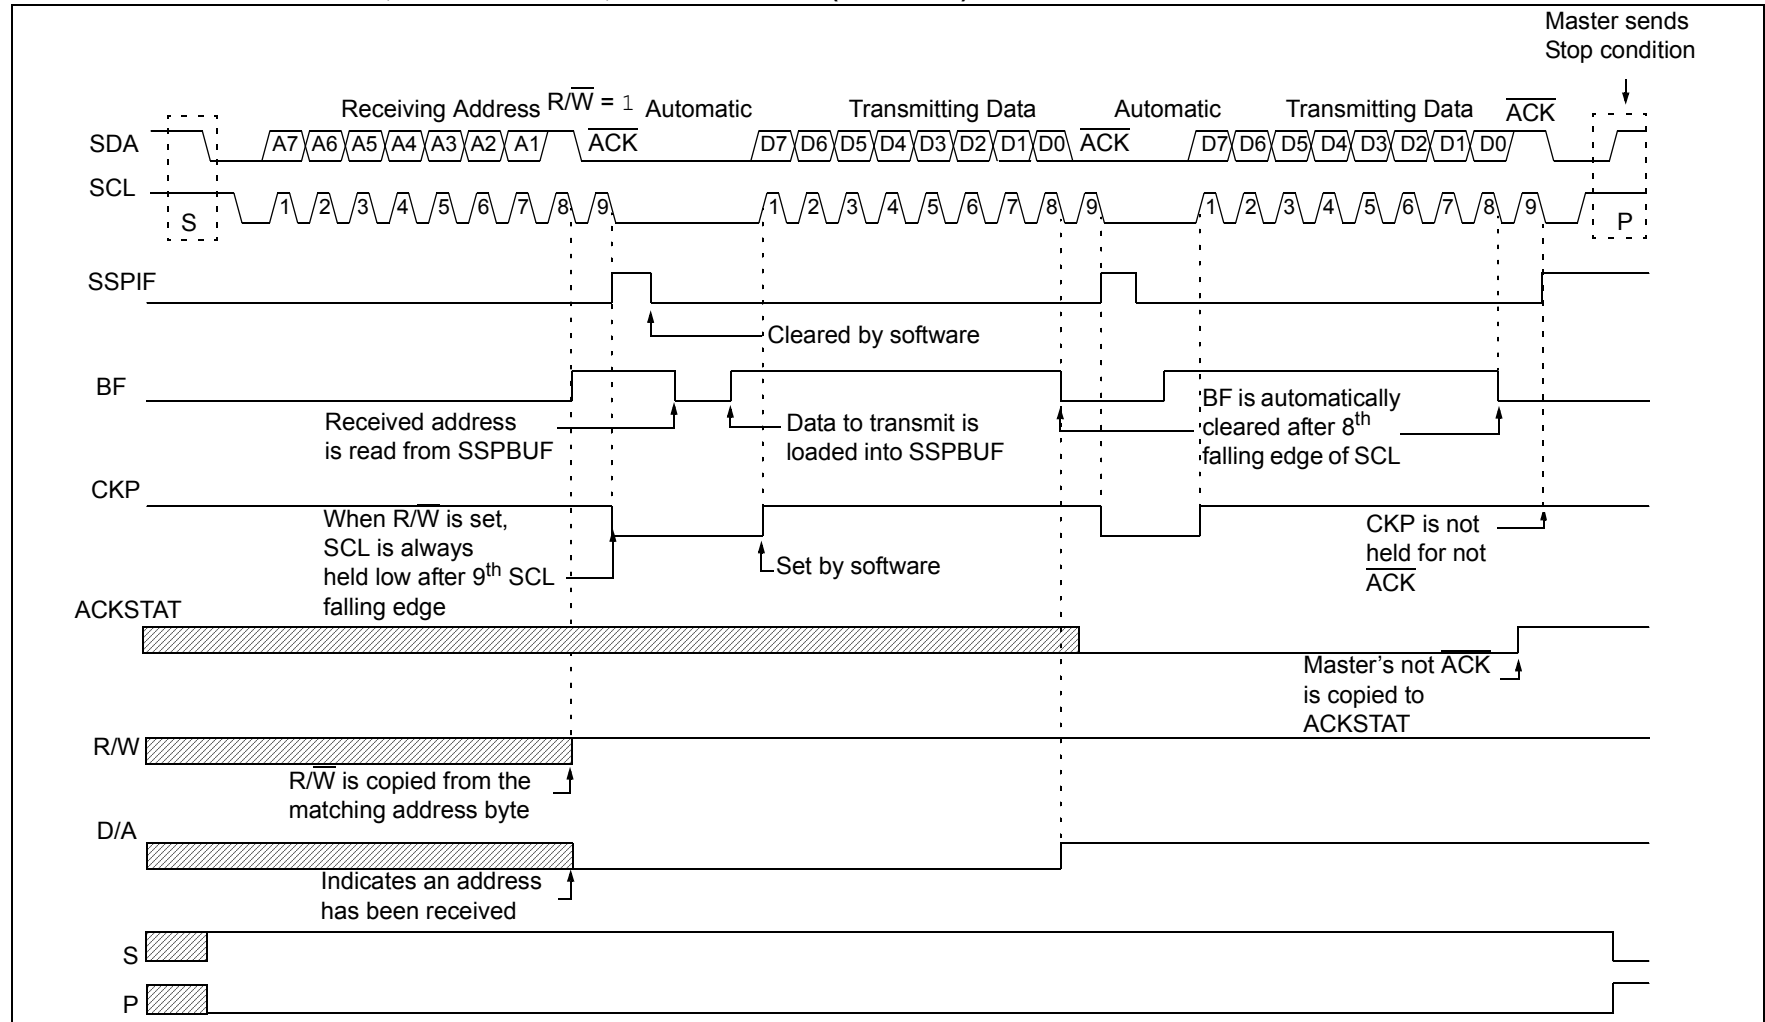 Master sends
Stop condition
Receiving Address R/W̅ = 1 Automatic Transmitting Data Automatic Transmitting Data A̅C̅K̅
SDA A7 A6 A5 A4 A3 A2 A1 A̅C̅K̅ D7 D6 D5 D4 D3 D2 D1 D0 A̅C̅K̅ D7 D6 D5 D4 D3 D2 D1 D0
SCL S 1 2 3 4 5 6 7 8 9 1 2 3 4 5 6 7 8 9 1 2 3 4 5 6 7 8 9 P
SSPIF
Cleared by software
BF
Received address
is read from SSPBUF
Data to transmit is
loaded into SSPBUF
BF is automatically
cleared after 8th
falling edge of SCL
CKP
When R/W̅ is set,
SCL is always
held low after 9th SCL
falling edge
Set by software
CKP is not
held for not
A̅C̅K̅
ACKSTAT
Master's not A̅C̅K̅
is copied to
ACKSTAT
R/W
R/W̅ is copied from the
matching address byte
D/A
Indicates an address
has been received
S
P